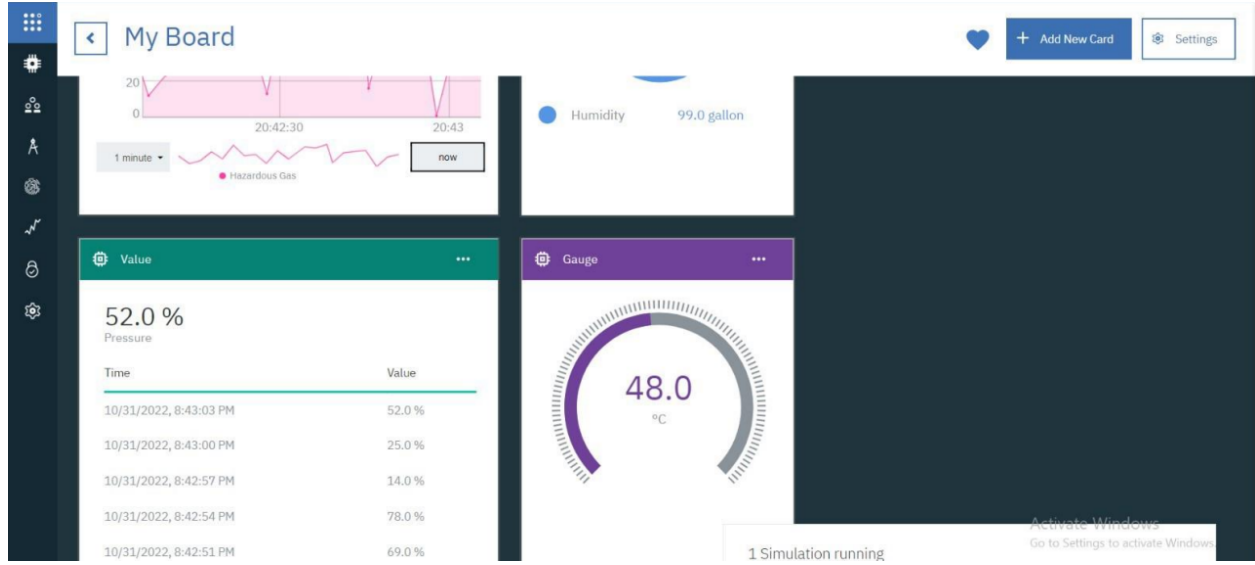 My Board
+ Add New Card
Settings
20
0
20:42:30
20:43
1 minute
now
Hazardous Gas
Humidity 99.0 gallon
Value
52.0 %
Pressure
Time Value
10/31/2022, 8:43:03 PM 52.0 %
10/31/2022, 8:43:00 PM 25.0 %
10/31/2022, 8:42:57 PM 14.0 %
10/31/2022, 8:42:54 PM 78.0 %
10/31/2022, 8:42:51 PM 69.0 %
Gauge
48.0
°C
1 Simulation running
Activate Windows
Go to Settings to activate Windows.